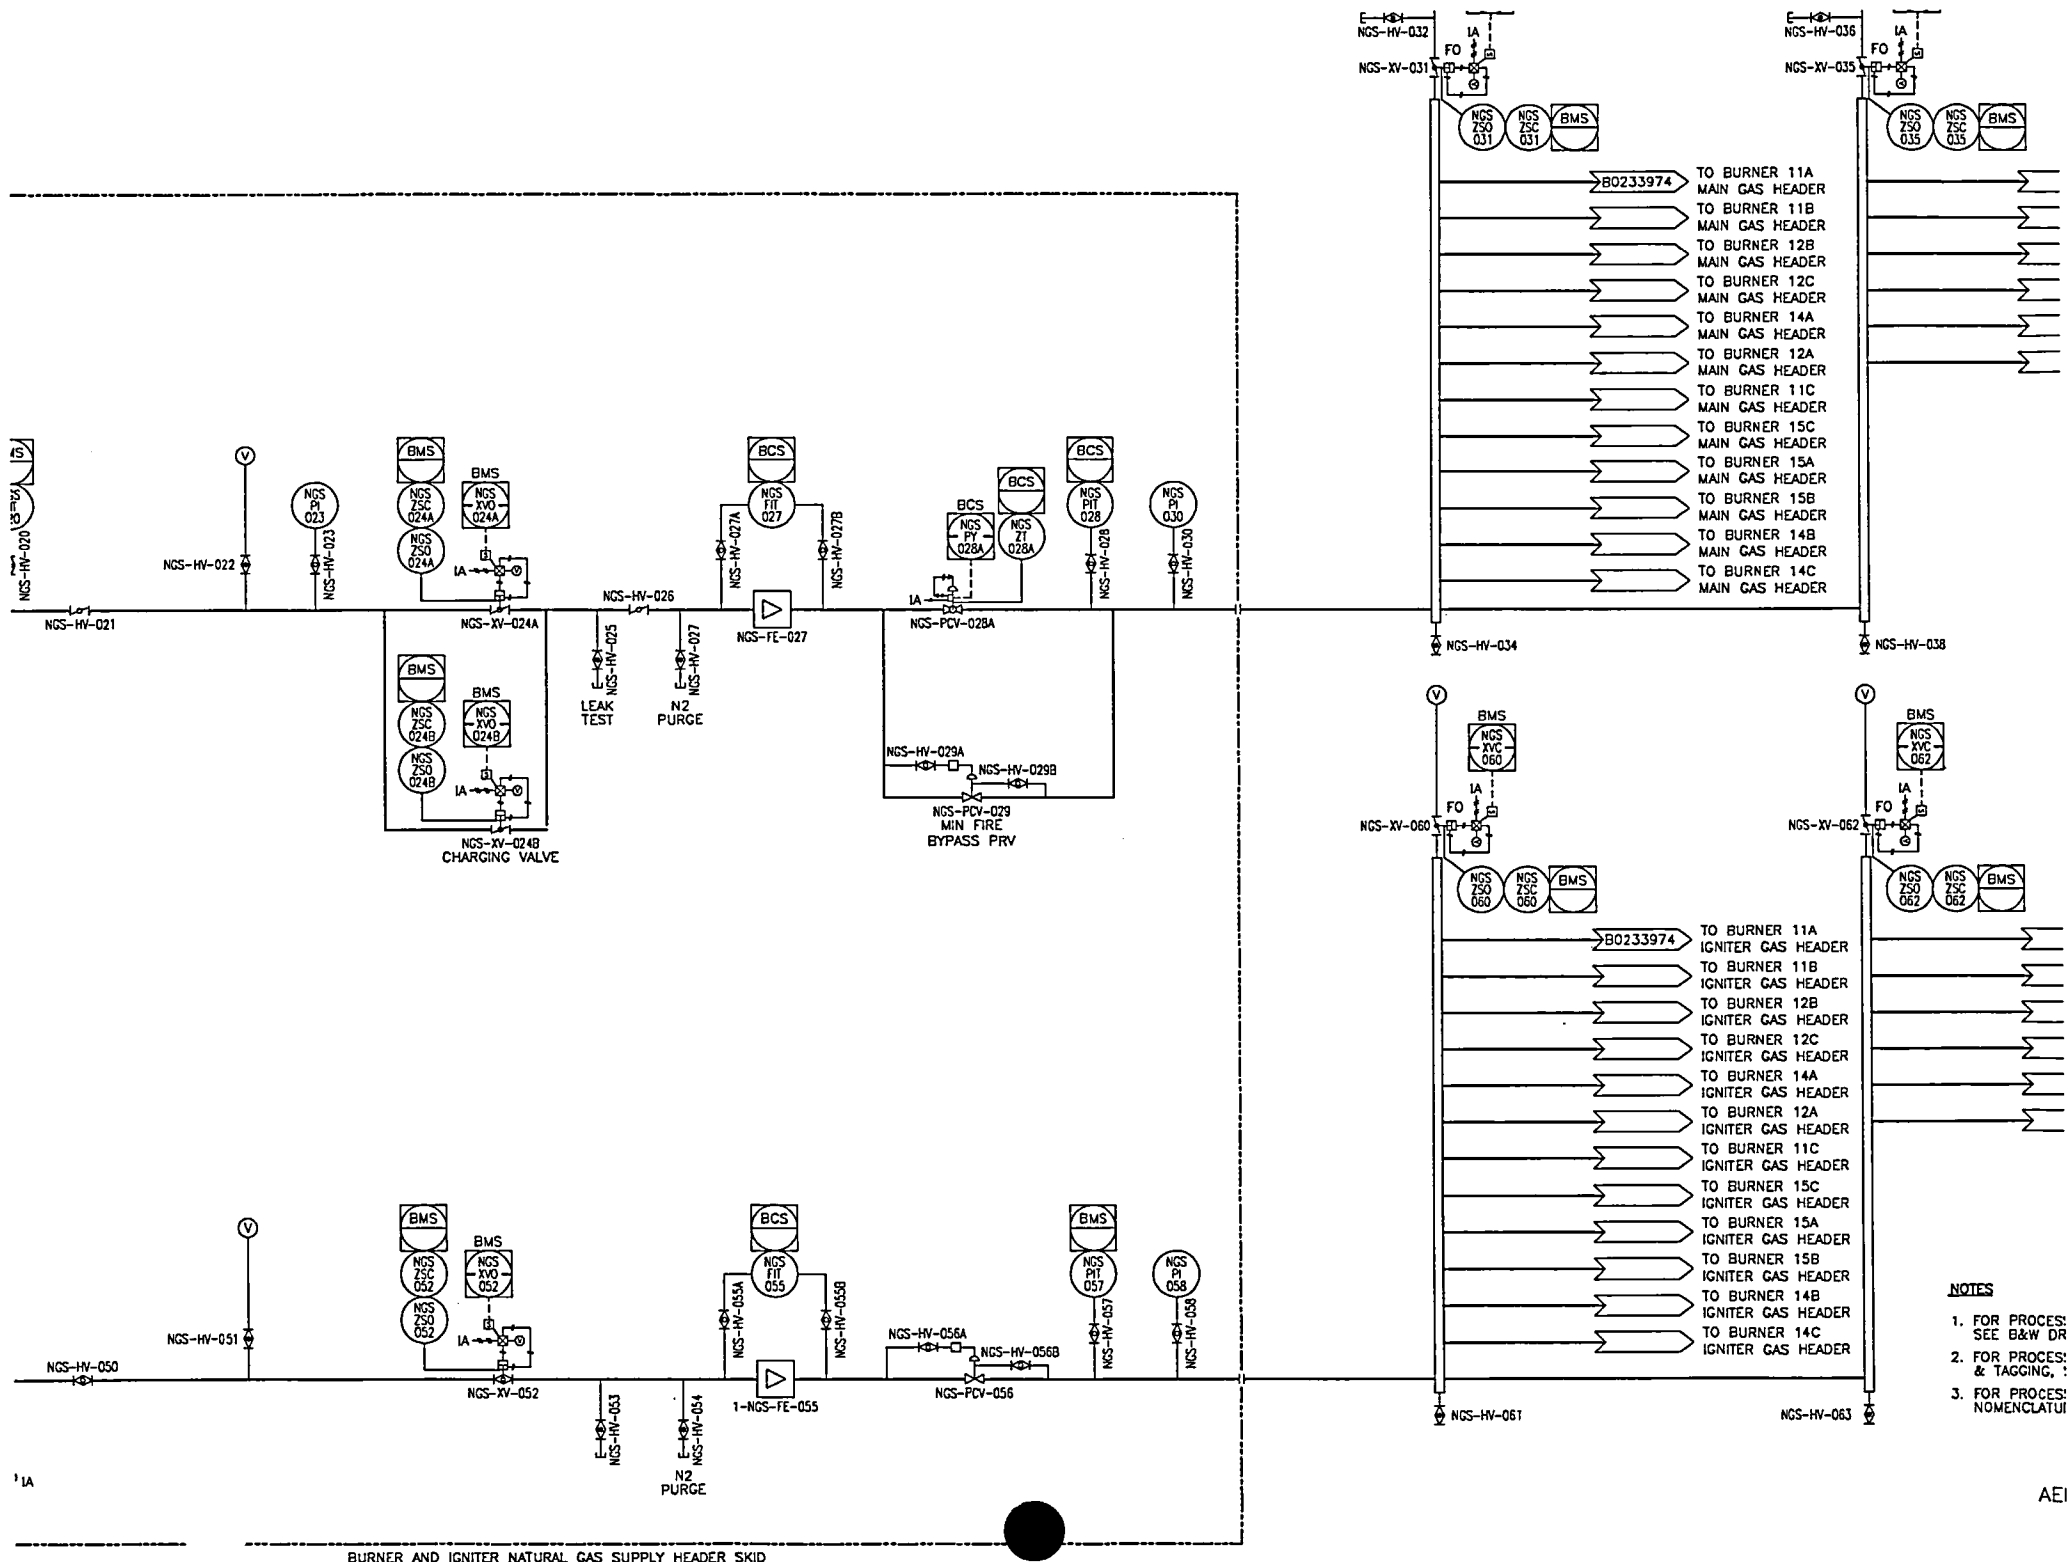 NGS-HV-032
IA
FO
NGS-XV-031
NGS
ZSO
031
NGS
ZSC
031
BMS
NGS-HV-036
IA
FO
NGS-XV-035
NGS
ZSO
035
NGS
ZSC
035
BMS
B0233974
TO BURNER 11A
MAIN GAS HEADER
TO BURNER 11B
MAIN GAS HEADER
TO BURNER 12B
MAIN GAS HEADER
TO BURNER 12C
MAIN GAS HEADER
TO BURNER 14A
MAIN GAS HEADER
TO BURNER 12A
MAIN GAS HEADER
TO BURNER 11C
MAIN GAS HEADER
TO BURNER 15C
MAIN GAS HEADER
TO BURNER 15A
MAIN GAS HEADER
TO BURNER 15B
MAIN GAS HEADER
TO BURNER 14B
MAIN GAS HEADER
TO BURNER 14C
MAIN GAS HEADER
NGS-HV-034
NGS-HV-038
NGS-HV-020
NGS-HV-021
V
NGS-HV-022
NGS
PI
023
NGS-HV-023
BMS
NGS
ZSC
024A
NGS
ZSO
024A
BMS
NGS
XVO
024A
S
IA
V
NGS-XV-024A
BMS
NGS
ZSC
024B
NGS
ZSO
024B
BMS
NGS
XVO
024B
S
IA
V
NGS-XV-024B
CHARGING VALVE
NGS-HV-025
LEAK
TEST
NGS-HV-026
NGS-HV-027
N2
PURGE
BCS
NGS
FIT
027
NGS-HV-027A
NGS-HV-027B
NGS-FE-027
BCS
NGS
PY
028A
BCS
NGS
ZT
028A
IA
NGS-PCV-028A
BCS
NGS
PIT
028
NGS-HV-028
NGS
PI
030
NGS-HV-030
NGS-HV-029A
NGS-HV-029B
NGS-PCV-029
MIN FIRE
BYPASS PRV
V
BMS
NGS
XVC
060
IA
FO
S
NGS-XV-060
NGS
ZSO
060
NGS
ZSC
060
BMS
V
BMS
NGS
XVC
062
IA
FO
S
NGS-XV-062
NGS
ZSO
062
NGS
ZSC
062
BMS
B0233974
TO BURNER 11A
IGNITER GAS HEADER
TO BURNER 11B
IGNITER GAS HEADER
TO BURNER 12B
IGNITER GAS HEADER
TO BURNER 12C
IGNITER GAS HEADER
TO BURNER 14A
IGNITER GAS HEADER
TO BURNER 12A
IGNITER GAS HEADER
TO BURNER 11C
IGNITER GAS HEADER
TO BURNER 15C
IGNITER GAS HEADER
TO BURNER 15A
IGNITER GAS HEADER
TO BURNER 15B
IGNITER GAS HEADER
TO BURNER 14B
IGNITER GAS HEADER
TO BURNER 14C
IGNITER GAS HEADER
NGS-HV-061
NGS-HV-063
NGS-HV-050
V
NGS-HV-051
BMS
NGS
ZSC
052
NGS
ZSO
052
BMS
NGS
XVO
052
S
IA
V
NGS-XV-052
NGS-HV-053
NGS-HV-054
N2
PURGE
BCS
NGS
FIT
055
NGS-HV-055A
NGS-HV-055B
1-NGS-FE-055
NGS-HV-056A
NGS-HV-056B
NGS-PCV-056
BMS
NGS
PIT
057
NGS-HV-057
NGS
PI
058
NGS-HV-058
NOTES
1. FOR PROCES
SEE B&W DR
2. FOR PROCES
& TAGGING,
3. FOR PROCES
NOMENCLATU
IA
BURNER AND IGNITER NATURAL GAS SUPPLY HEADER SKID